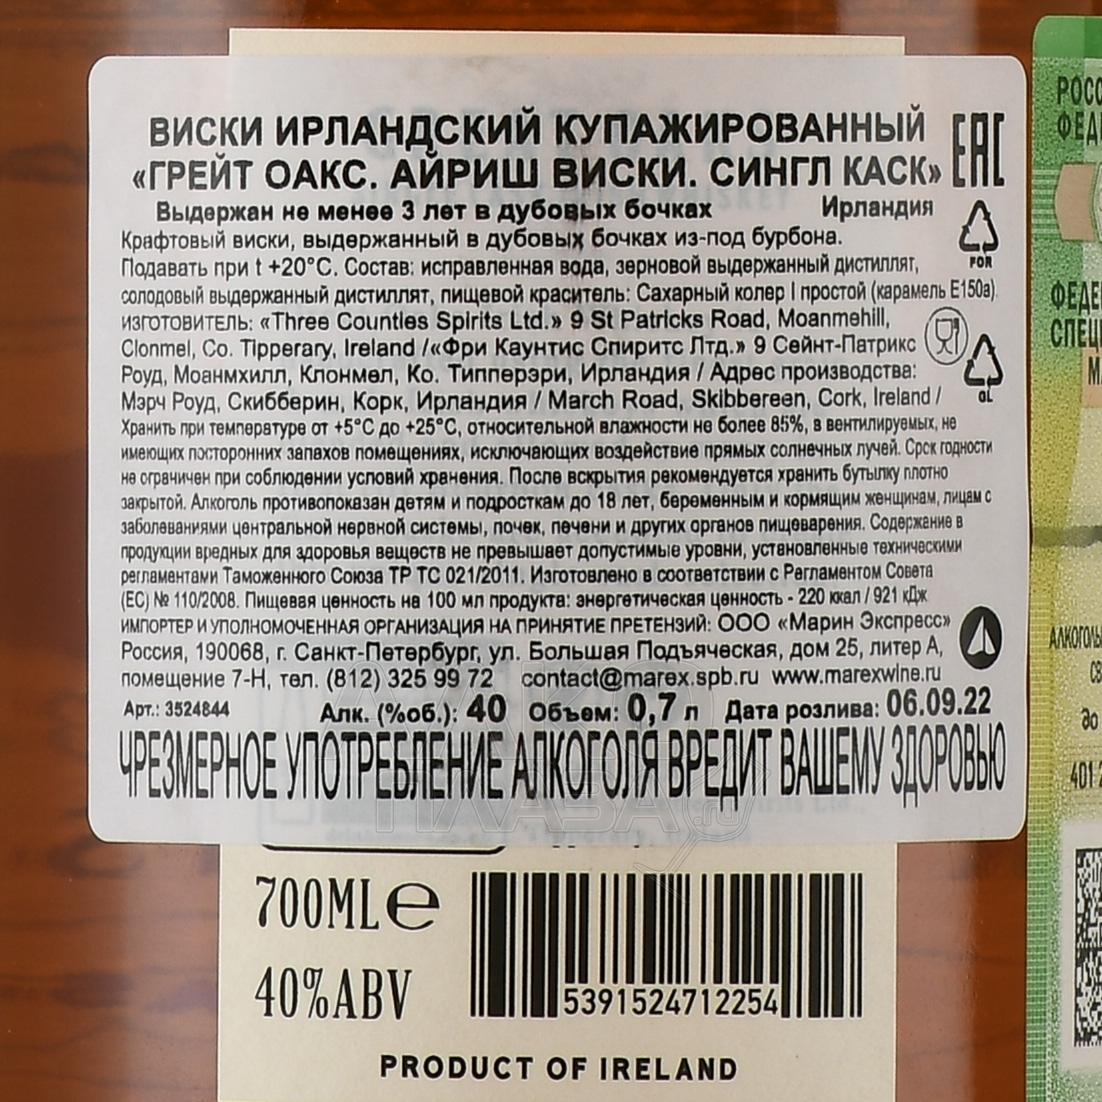 ВИСКИ ИРЛАНДСКИЙ КУПАЖИРОВАННЫЙ
«ГРЕЙТ ОАКС. АЙРИШ ВИСКИ. СИНГЛ КАСК»
EAC
Выдержан не менее 3 лет в дубовых бочках Ирландия
Крафтовый виски, выдержанный в дубовых бочках из-под бурбона.
FOR
Подавать при t +20°C. Состав: исправленная вода, зерновой выдержанный дистиллят,
солодовый выдержанный дистиллят, пищевой краситель: Сахарный колер I простой (карамель Е150а).
ИЗГОТОВИТЕЛЬ: «Three Counties Spirits Ltd.» 9 St Patricks Road, Moanmehill,
Clonmel, Co. Tipperary, Ireland /«Фри Каунтис Спиритс Лтд.» 9 Сейнт-Патрикс
Роуд, Моанмхилл, Клонмел, Ко. Типперэри, Ирландия / Адрес производства:
GL
Мэрч Роуд, Скибберин, Корк, Ирландия / March Road, Skibbereen, Cork, Ireland /
Хранить при температуре от +5°C до +25°C, относительной влажности не более 85%, в вентилируемых, не
имеющих посторонних запахов помещениях, исключающих воздействие прямых солнечных лучей. Срок годности
не ограничен при соблюдении условий хранения. После вскрытия рекомендуется хранить бутылку плотно
закрытой. Алкоголь противопоказан детям и подросткам до 18 лет, беременным и кормящим женщинам, лицам с
заболеваниями центральной нервной системы, почек, печени и других органов пищеварения. Содержание в
продукции вредных для здоровья веществ не превышает допустимые уровни, установленные техническими
регламентами Таможенного Союза ТР ТС 021/2011. Изготовлено в соответствии с Регламентом Совета
(ЕС) № 110/2008. Пищевая ценность на 100 мл продукта: энергетическая ценность - 220 ккал / 921 кДж
ИМПОРТЕР И УПОЛНОМОЧЕННАЯ ОРГАНИЗАЦИЯ НА ПРИНЯТИЕ ПРЕТЕНЗИЙ: ООО «Марин Экспресс»
Россия, 190068, г. Санкт-Петербург, ул. Большая Подъяческая, дом 25, литер А,
помещение 7-Н, тел. (812) 325 99 72 contact@marex.spb.ru www.marexwine.ru
Арт.: 3524844 Алк. (%об.): 40 Объем: 0,7 л Дата розлива: 06.09.22
ЧРЕЗМЕРНОЕ УПОТРЕБЛЕНИЕ АЛКОГОЛЯ ВРЕДИТ ВАШЕМУ ЗДОРОВЬЮ
700ML e
40%ABV
5391524712254
PRODUCT OF IRELAND